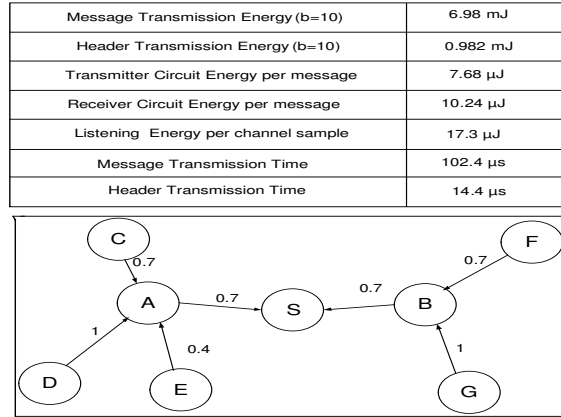 Message Transmission Energy (b=10) 6.98 mJ
Header Transmission Energy (b=10) 0.982 mJ
Transmitter Circuit Energy per message 7.68 µJ
Receiver Circuit Energy per message 10.24 µJ
Listening Energy per channel sample 17.3 µJ
Message Transmission Time 102.4 µs
Header Transmission Time 14.4 µs
C
F
0.7
0.7
A
0.7
S
0.7
B
1
0.4
1
D
E
G